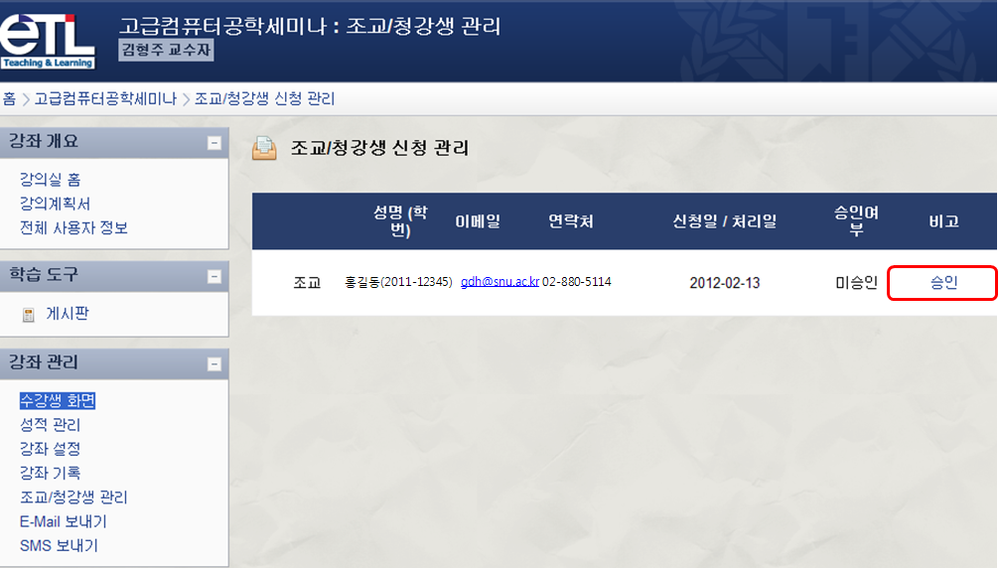 eTL
Teaching & Learning
고급컴퓨터공학세미나 : 조교/청강생 관리
김형주 교수자
홈 > 고급컴퓨터공학세미나 > 조교/청강생 신청 관리
강좌 개요
강의실 홈
강의계획서
전체 사용자 정보
학습 도구
게시판
강좌 관리
수강생 화면
성적 관리
강좌 설정
강좌 기록
조교/청강생 관리
E-Mail 보내기
SMS 보내기
조교/청강생 신청 관리
성명 (학번) 이메일 연락처 신청일 / 처리일 승인여부 비고
조교 홍길동(2011-12345) gdh@snu.ac.kr 02-880-5114 2012-02-13 미승인 승인